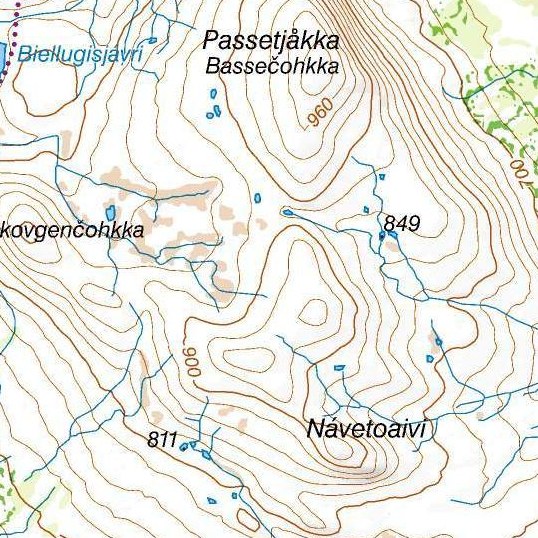 Passetjåkka
Bassečohkka
Biellugisjávri
960
700
849
kovgenčohkka
900
Návetoaivi
811